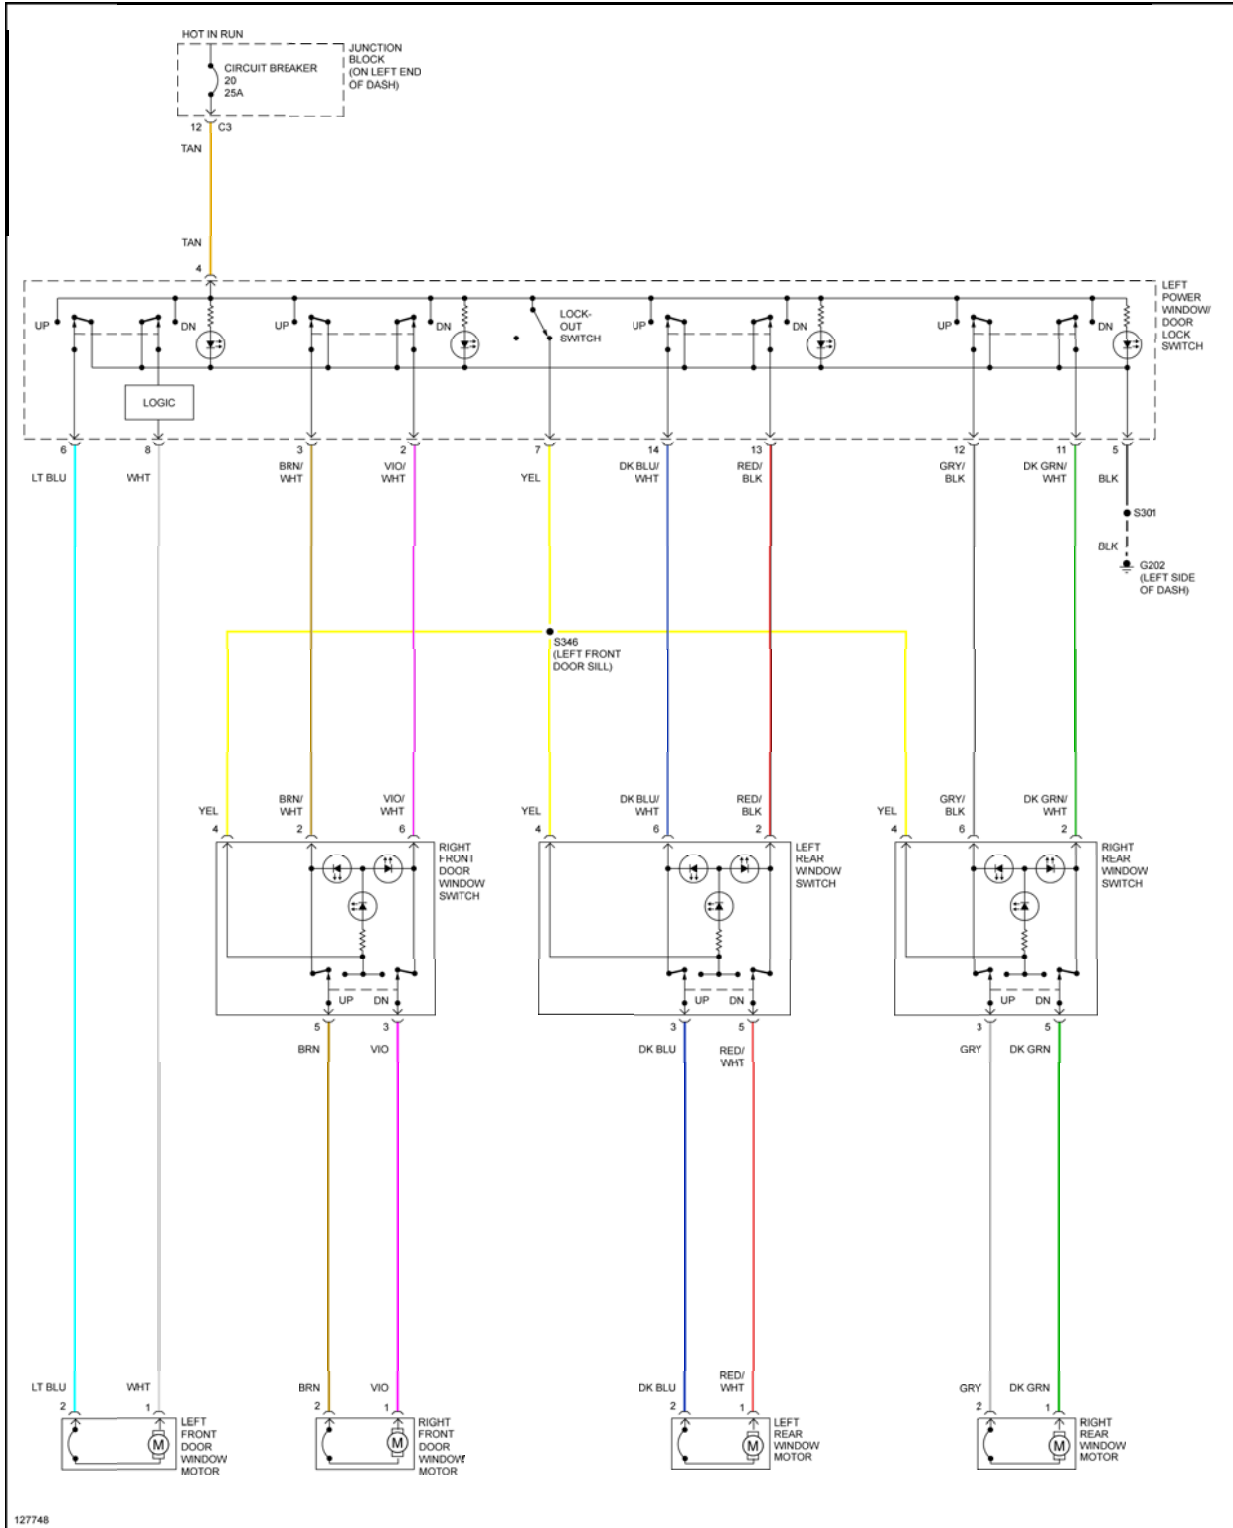 HOT IN RUN
JUNCTION
BLOCK
(ON LEFT END
OF DASH)
CIRCUIT BREAKER
20
25A
12 C3
TAN
TAN
4
LEFT
POWER
WINDOW/
DOOR
LOCK
SWITCH
UP
DN
UP
DN
LOCK-
OUT
SWITCH
UP
DN
UP
DN
LOGIC
6 8 3 2 7 14 13 12 11 5
LT BLU
WHT
BRN/
WHT
VIO/
WHT
YEL
DK BLU/
WHT
RED/
BLK
GRY/
BLK
DK GRN/
WHT
BLK
S301
BLK
G202
(LEFT SIDE
OF DASH)
S346
(LEFT FRONT
DOOR SILL)
YEL
BRN/
WHT
VIO/
WHT
YEL
DK BLU/
WHT
RED/
BLK
YEL
GRY/
BLK
DK GRN/
WHT
4 2 6 4 6 2 4 6 2
RIGHT
FRONT
DOOR
WINDOW
SWITCH
LEFT
REAR
WINDOW
SWITCH
RIGHT
REAR
WINDOW
SWITCH
UP DN
UP DN
UP DN
5 3 3 5 3 5
BRN
VIO
DK BLU
RED/
WHT
GRY
DK GRN
LT BLU
WHT
BRN
VIO
DK BLU
RED/
WHT
GRY
DK GRN
2 1 2 1 2 1 2 1
M
LEFT
FRONT
DOOR
WINDOW
MOTOR
M
RIGHT
FRONT
DOOR
WINDOW
MOTOR
M
LEFT
REAR
WINDOW
MOTOR
M
RIGHT
REAR
WINDOW
MOTOR
127748